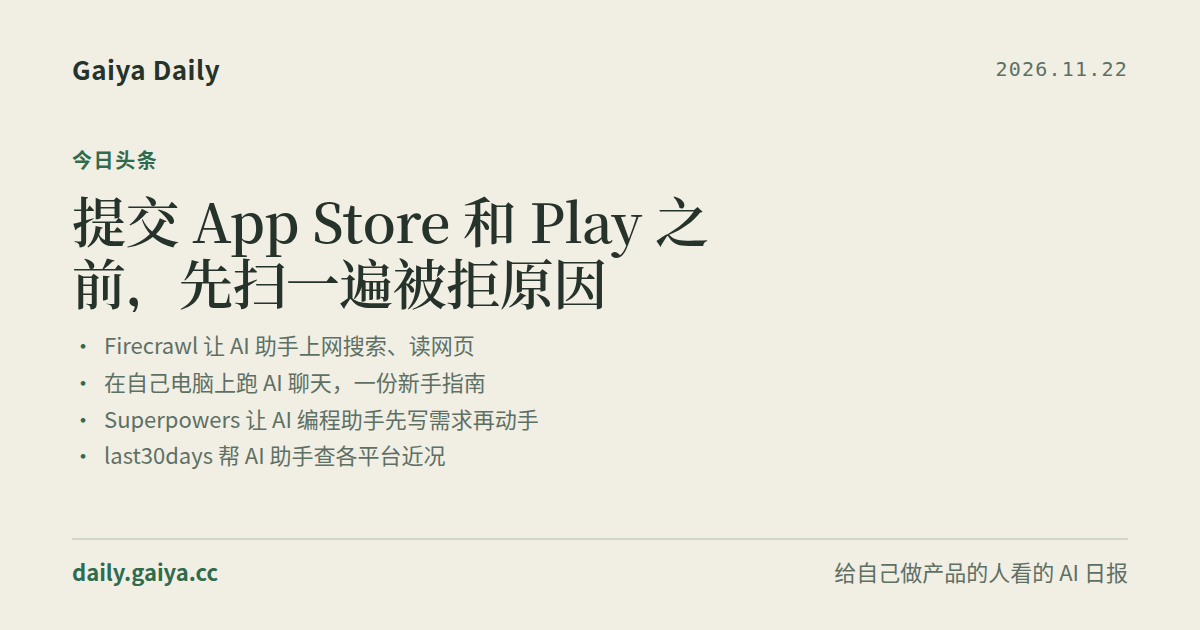 Gaiya Daily
2026.11.22
今日头条
提交 App Store 和 Play 之
前，先扫一遍被拒原因
• Firecrawl 让 AI 助手上网搜索、读网页
• 在自己电脑上跑 AI 聊天，一份新手指南
• Superpowers 让 AI 编程助手先写需求再动手
• last30days 帮 AI 助手查各平台近况
daily.gaiya.cc
给自己做产品的人看的 AI 日报